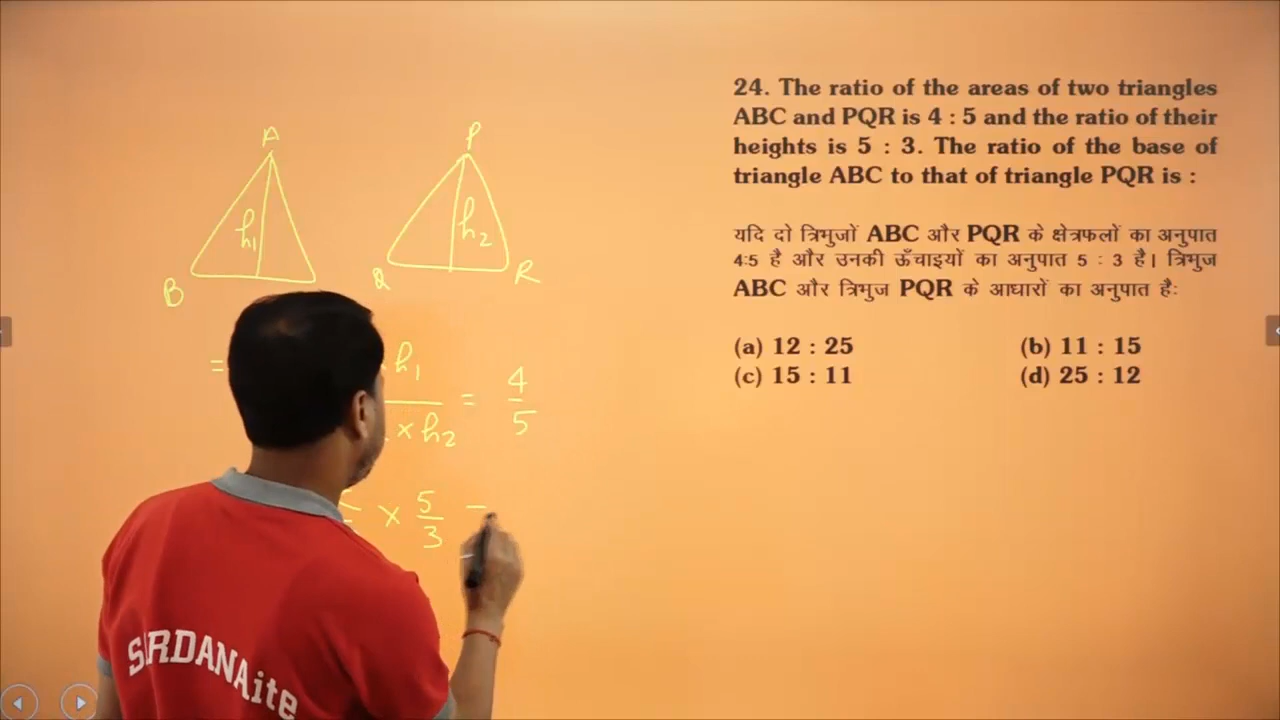 24. The ratio of the areas of two triangles
ABC and PQR is 4 : 5 and the ratio of their
heights is 5 : 3. The ratio of the base of
triangle ABC to that of triangle PQR is :
यदि दो त्रिभुजों ABC और PQR के क्षेत्रफलों का अनुपात
4:5 है और उनकी ऊँचाइयों का अनुपात 5 : 3 है। त्रिभुज
ABC और त्रिभुज PQR के आधारों का अनुपात है:
(a) 12 : 25 (b) 11 : 15
(c) 15 : 11 (d) 25 : 12
A P
h₁ h₂
B Q R
= h₁
= 4/5
× h₂
× 5/3 =
SARDANAite